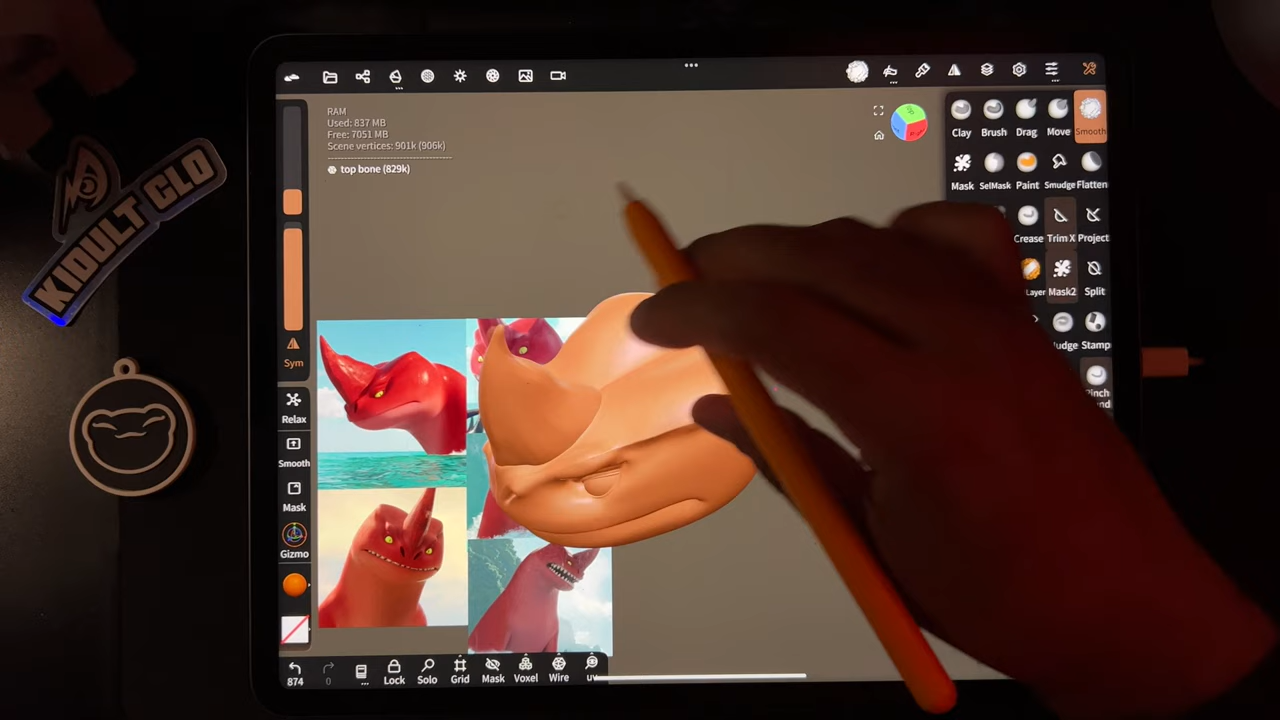 RAM
Used: 837 MB
Free: 7051 MB
Scene vertices: 901k (906k)
top bone (829k)
KIDULT CLO
Clay
Brush
Drag
Move
Smooth
Mask
SelMask
Paint
Smudge
Flatten
Crease
Trim X
Project
Layer
Mask2
Split
Stamp
Pinch
Sym
Relax
Smooth
Mask
Gizmo
874
0
Lock
Solo
Grid
Mask
Voxel
Wire